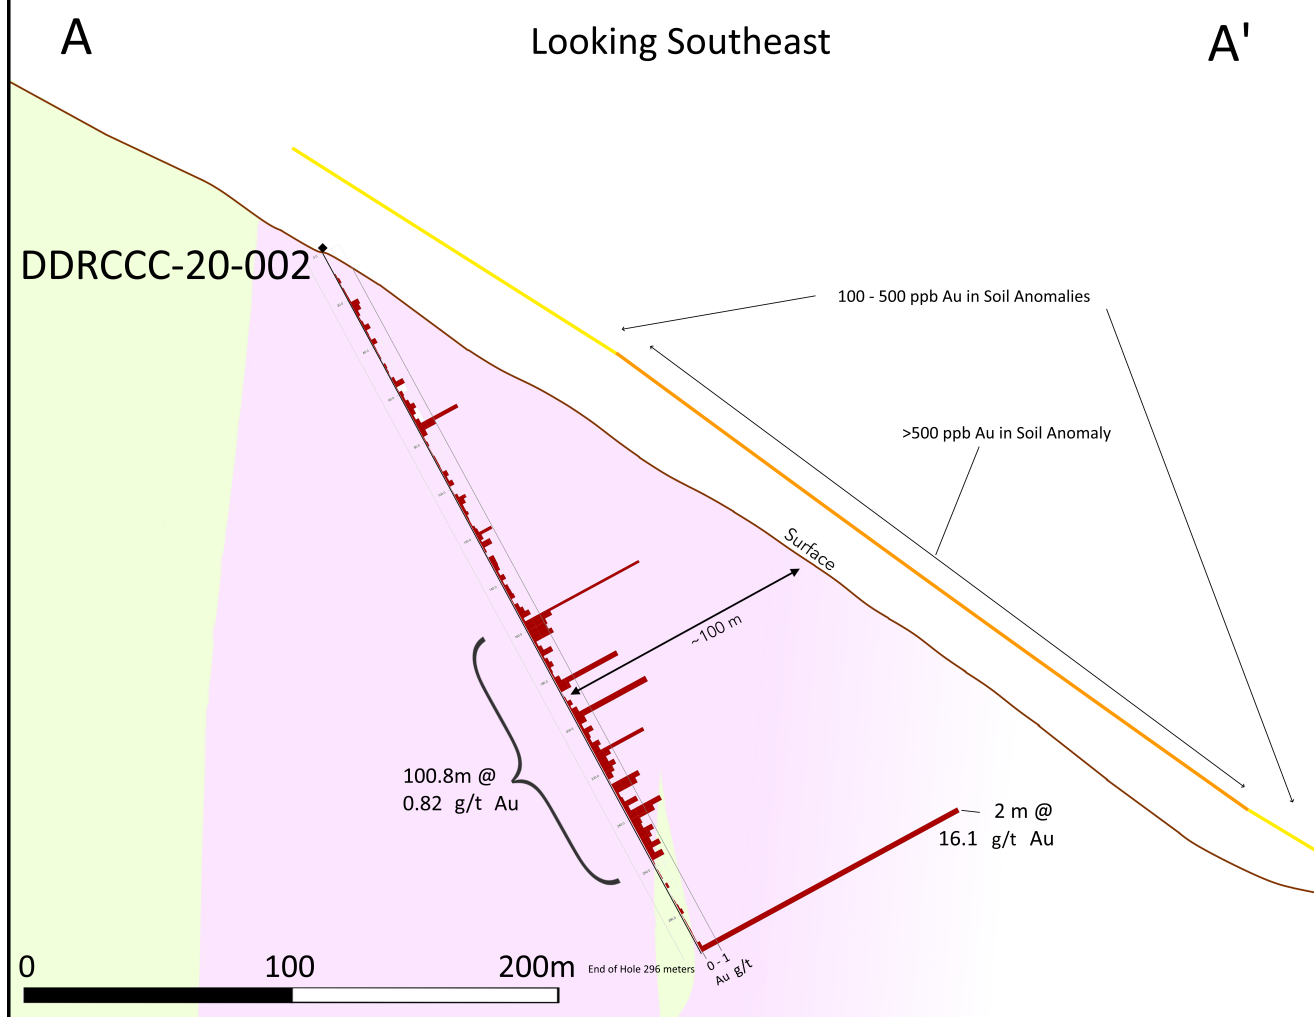 A
Looking Southeast
A'
DDRCCC-20-002
100 - 500 ppb Au in Soil Anomalies
>500 ppb Au in Soil Anomaly
Surface
~100 m
100.8m @
0.82 g/t Au
2 m @
16.1 g/t Au
0 100 200m
End of Hole 296 meters
0 - 1
Au g/t